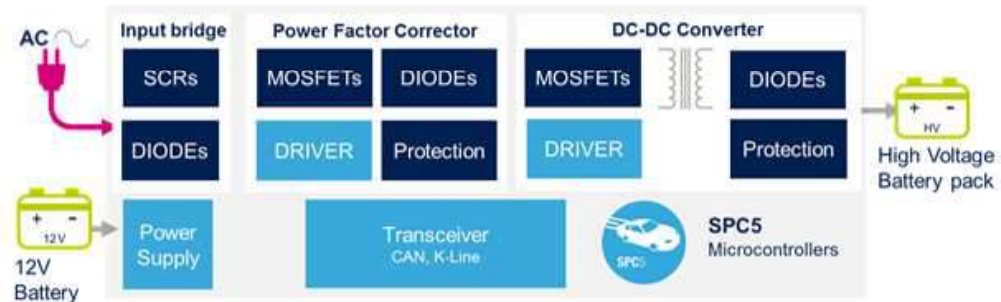 AC
Input bridge
Power Factor Corrector
DC-DC Converter
SCRs
MOSFETs
DIODEs
MOSFETs
DIODEs
DIODEs
DRIVER
Protection
DRIVER
Protection
+ -
HV
High Voltage
Battery pack
+ -
12V
12V
Battery
Power
Supply
Transceiver
CAN, K-Line
SPC5
SPC5
Microcontrollers